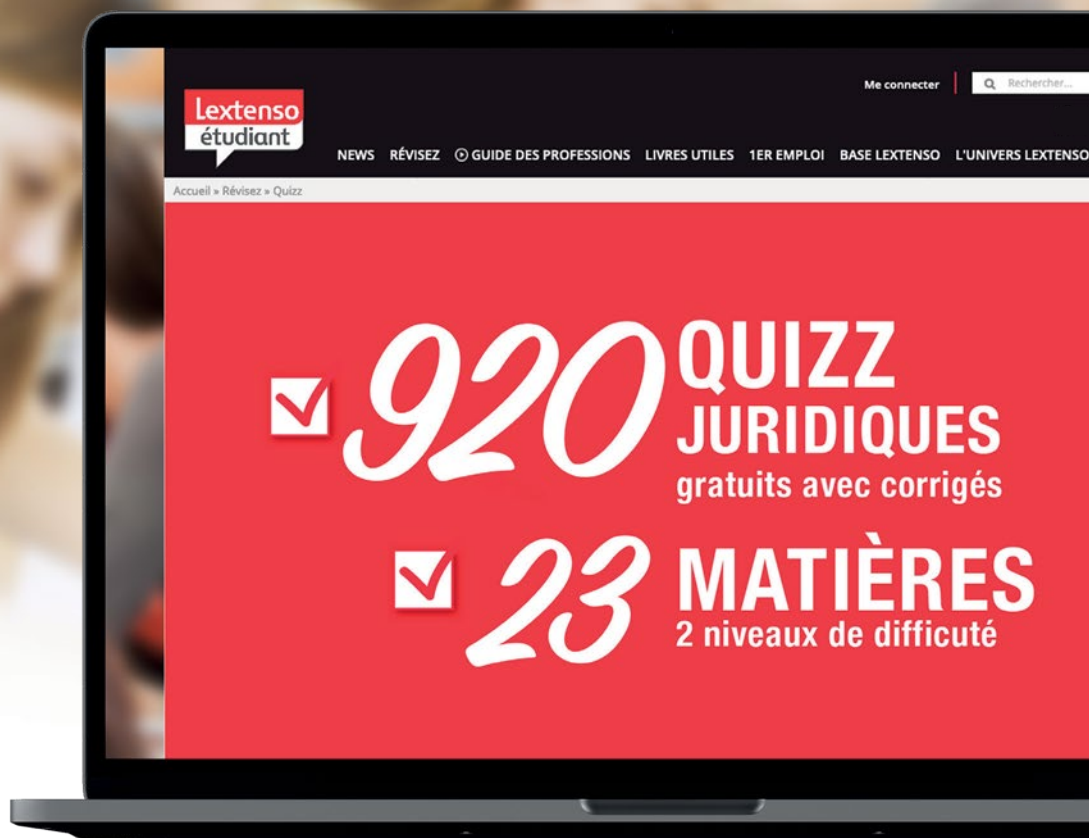 Me connecter
Rechercher...
Lextenso
étudiant
NEWS RÉVISEZ GUIDE DES PROFESSIONS LIVRES UTILES 1ER EMPLOI BASE LEXTENSO L'UNIVERS LEXTENSO
Accueil » Révisez » Quizz
920 QUIZZ
JURIDIQUES
gratuits avec corrigés
23 MATIÈRES
2 niveaux de difficuté